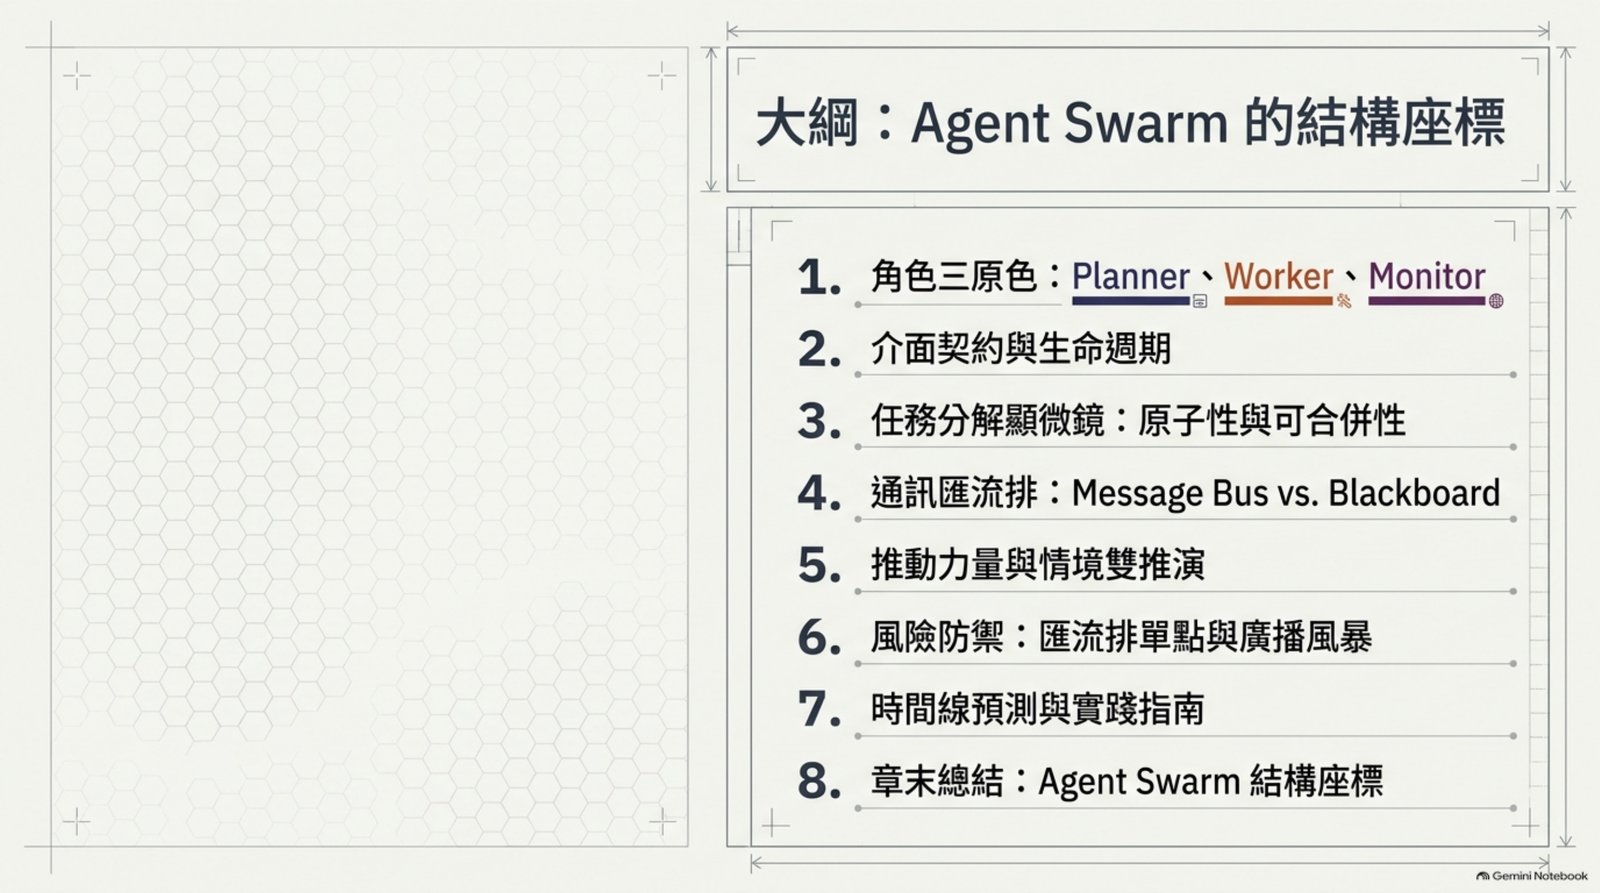 大綱：Agent Swarm 的結構座標
1. 角色三原色：Planner、Worker、Monitor
2. 介面契約與生命週期
3. 任務分解顯微鏡：原子性與可合併性
4. 通訊匯流排：Message Bus vs. Blackboard
5. 推動力量與情境雙推演
6. 風險防禦：匯流排單點與廣播風暴
7. 時間線預測與實踐指南
8. 章末總結：Agent Swarm 結構座標
Gemini Notebook